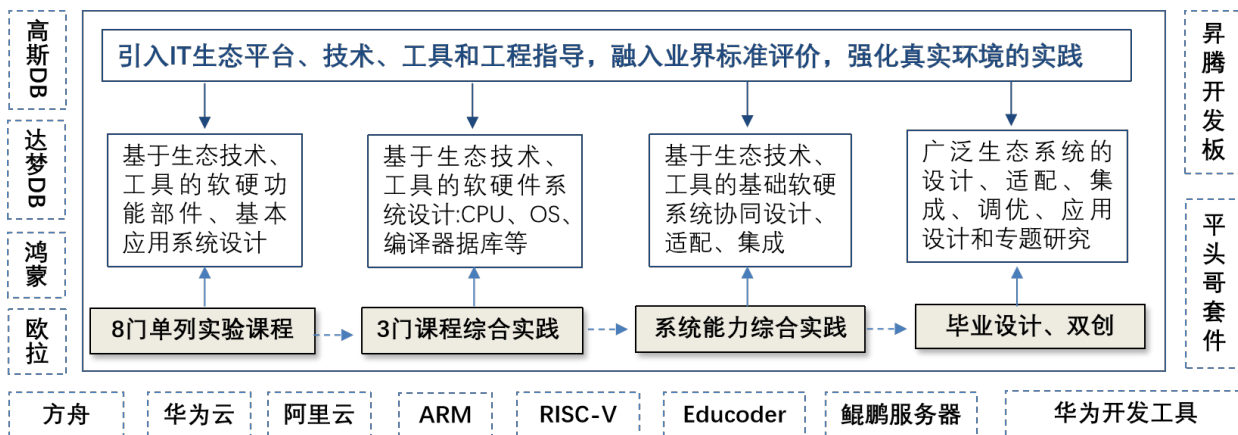 高斯DB
达梦DB
鸿蒙
欧拉
引入IT生态平台、技术、工具和工程指导，融入业界标准评价，强化真实环境的实践
基于生态技术、
工具的软硬功
能部件、基本
应用系统设计
基于生态技术、
工具的软硬件系
统设计:CPU、OS、
编译器据库等
基于生态技术、
工具的基础软硬
系统协同设计、
适配、集成
广泛生态系统的
设计、适配、集
成、调优、应用
设计和专题研究
8门单列实验课程
3门课程综合实践
系统能力综合实践
毕业设计、双创
昇腾开发板
平头哥套件
方舟
华为云
阿里云
ARM
RISC-V
Educoder
鲲鹏服务器
华为开发工具